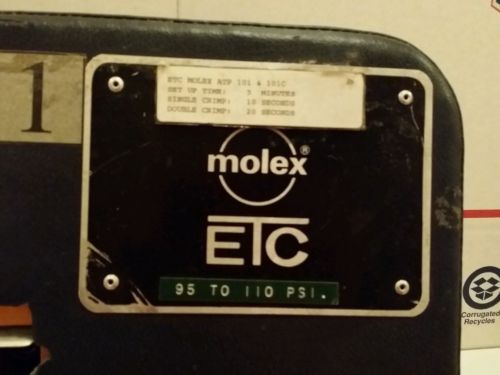 1
ETC MOLEX ATP 101 & 101C
SET UP TIME: 5 MINUTES
SINGLE CRIMP: 10 SECONDS
DOUBLE CRIMP: 20 SECONDS
molex®
ETC
95 TO 110 PSI.
Corrugated
Recycles